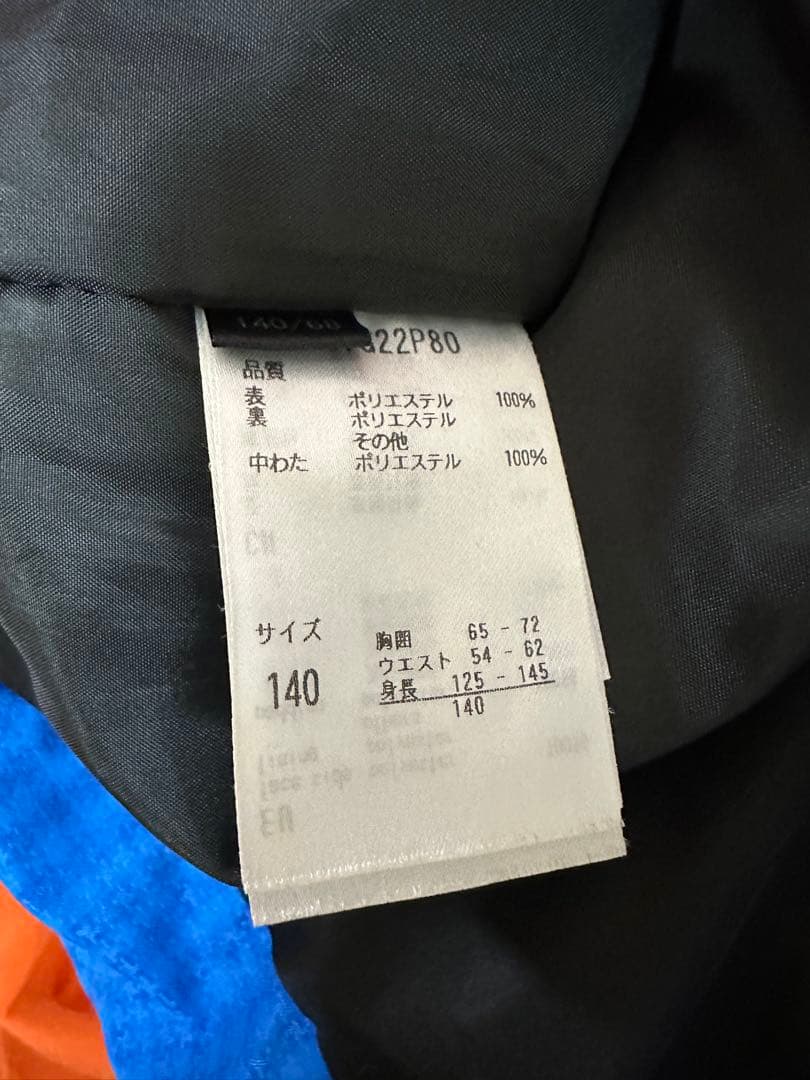 140/60
22P80
品質
表 ポリエステル 100%
裏 ポリエステル
その他
中わた ポリエステル 100%
サイズ
140
胸囲 65 - 72
ウエスト 54 - 62
身長 125 - 145
140